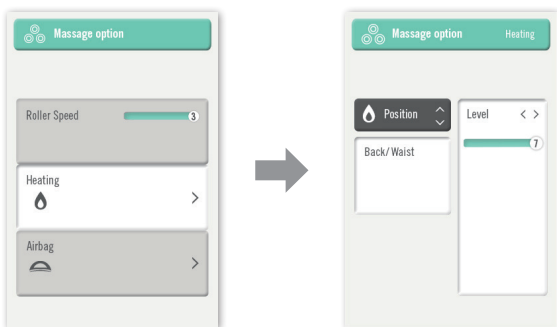 Massage option
Roller Speed 3
Heating
Airbag
Massage option Heating
Position
Back/Waist
Level
7